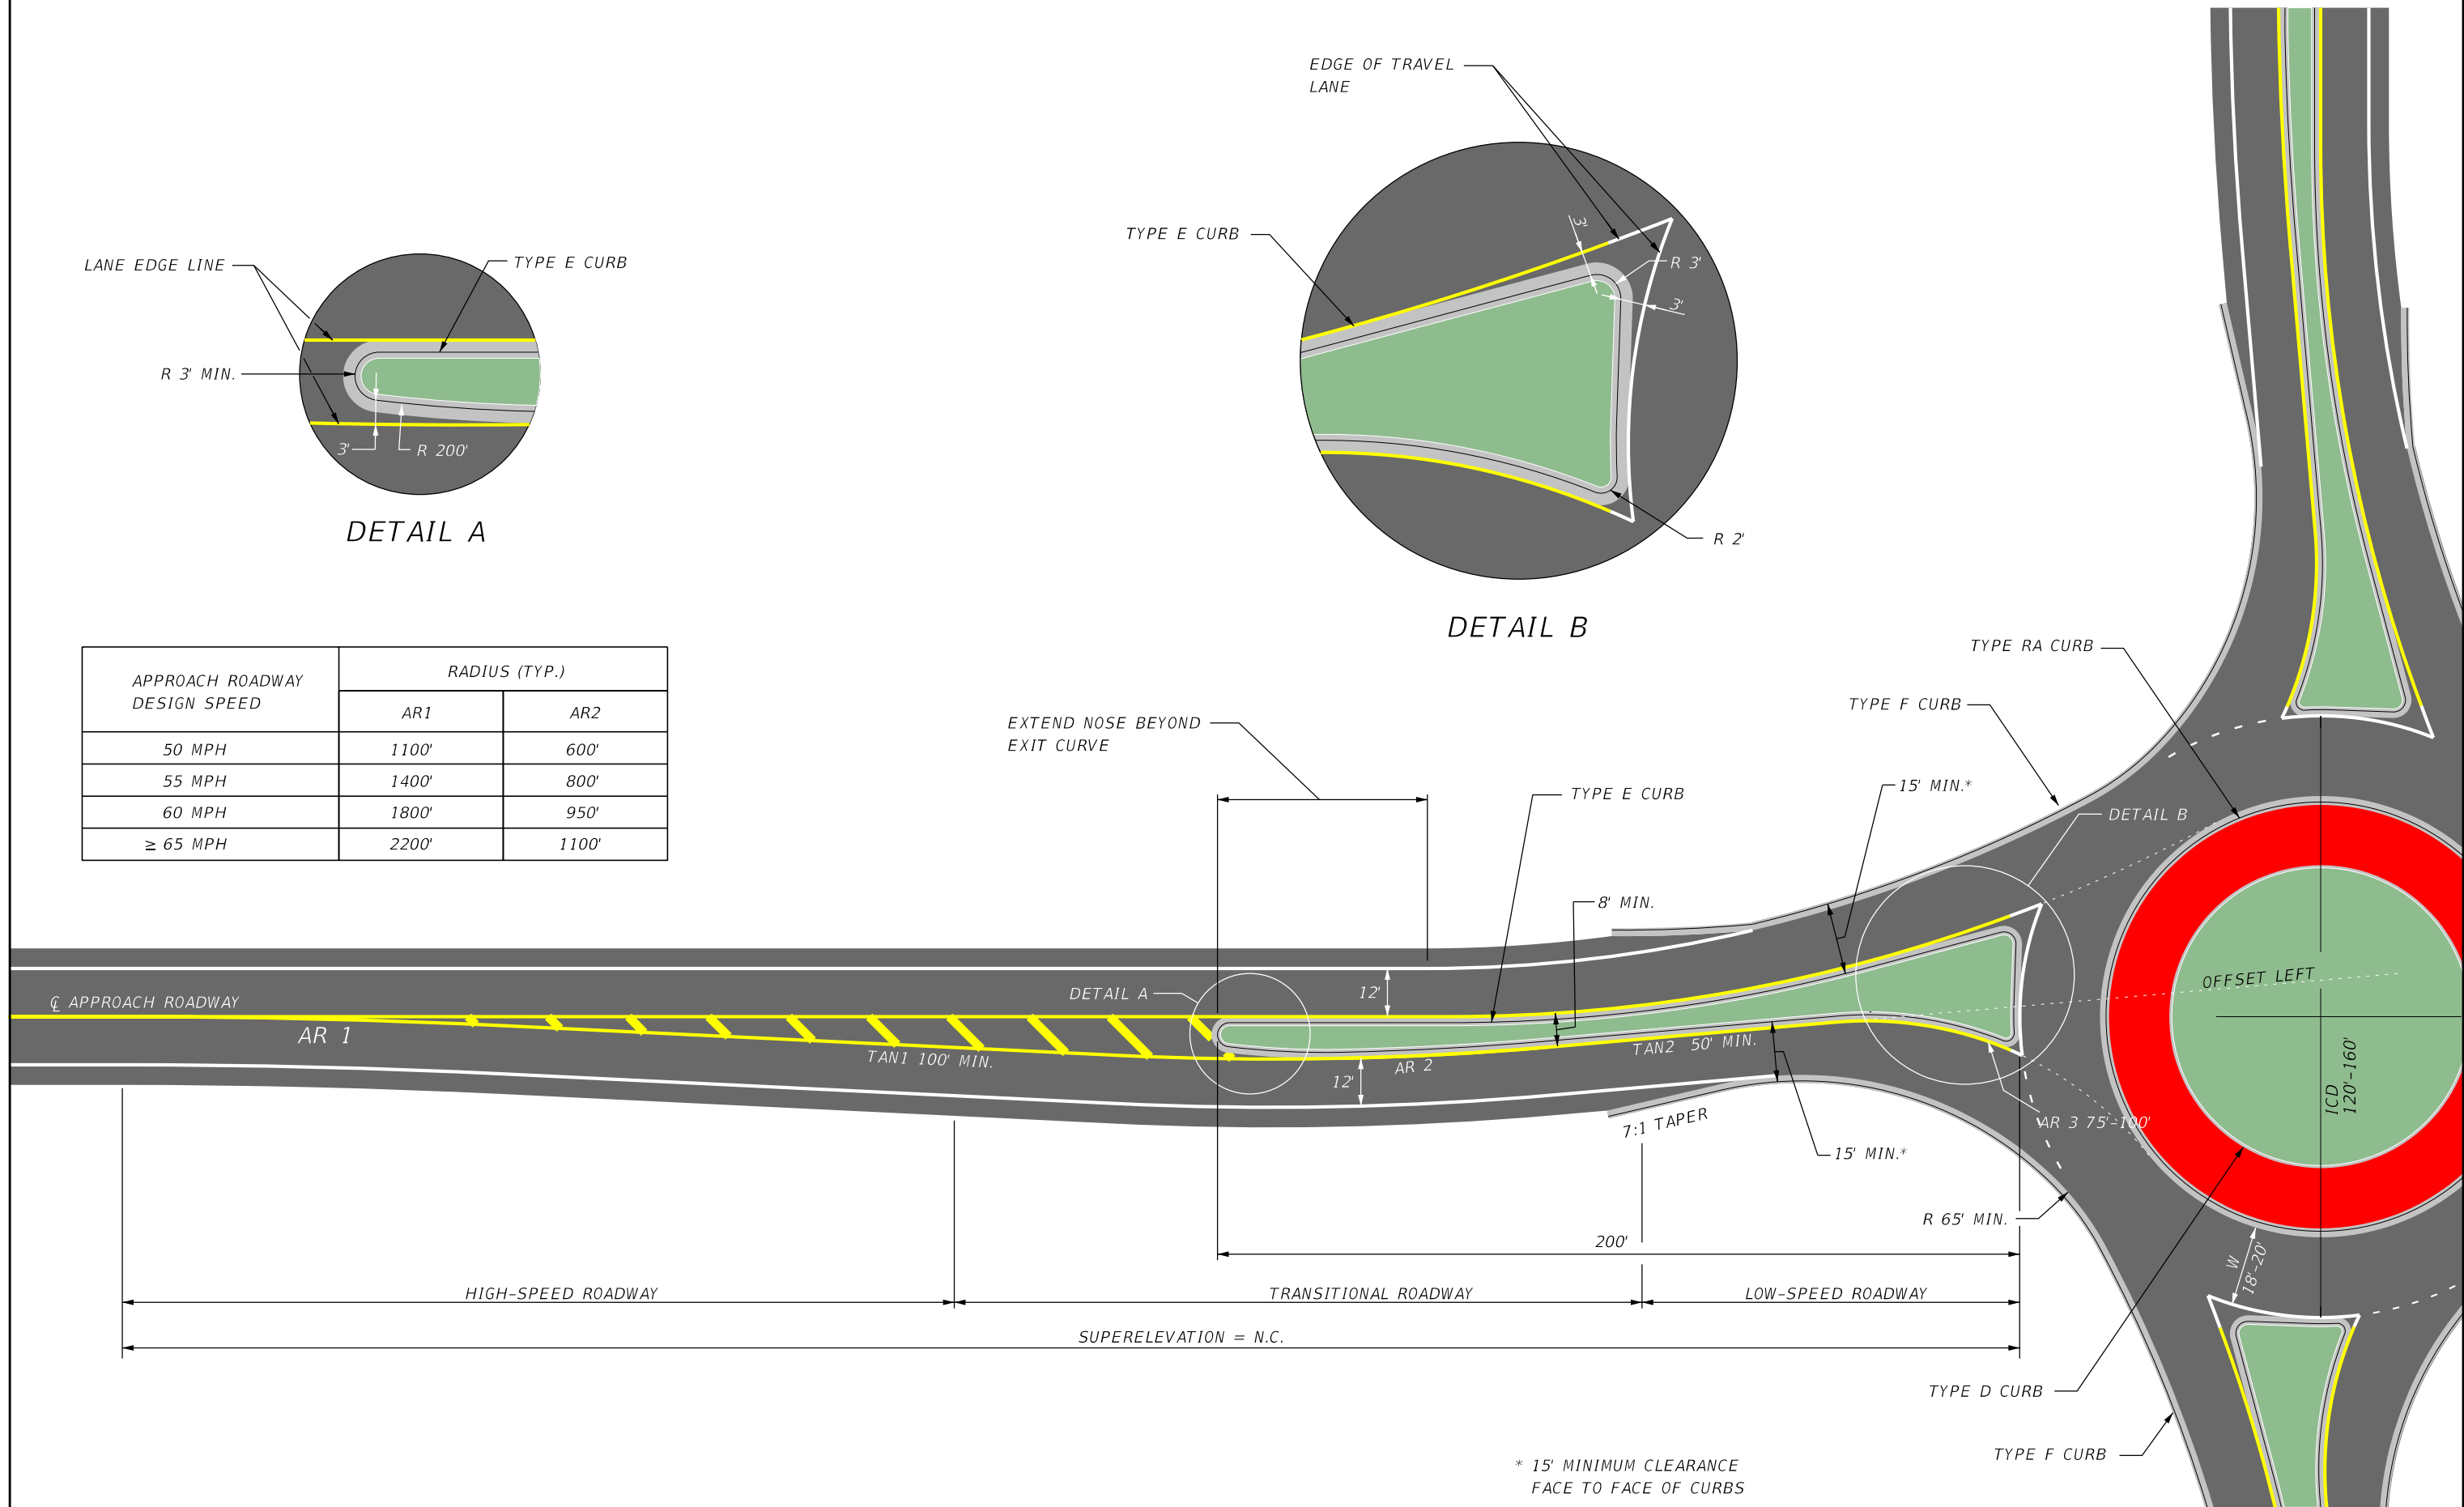 EDGE OF TRAVEL
LANE
TYPE E CURB
3'
R 3'
3'
R 2'
DETAIL B
LANE EDGE LINE
TYPE E CURB
R 3' MIN.
3'
R 200'
DETAIL A
APPROACH ROADWAY
DESIGN SPEED
RADIUS (TYP.)
AR1 AR2
50 MPH 1100' 600'
55 MPH 1400' 800'
60 MPH 1800' 950'
≥ 65 MPH 2200' 1100'
TYPE RA CURB
TYPE F CURB
EXTEND NOSE BEYOND
EXIT CURVE
TYPE E CURB
15' MIN.*
DETAIL B
8' MIN.
OFFSET LEFT
DETAIL A
12'
℄ APPROACH ROADWAY
AR 1
TAN1 100' MIN.
AR 2
TAN2 50' MIN.
12'
ICD
120'-160'
AR 3 75'-100'
7:1 TAPER
15' MIN.*
R 65' MIN.
200'
W
18'-20'
HIGH-SPEED ROADWAY
TRANSITIONAL ROADWAY
LOW-SPEED ROADWAY
SUPERELEVATION = N.C.
TYPE D CURB
TYPE F CURB
* 15' MINIMUM CLEARANCE
FACE TO FACE OF CURBS